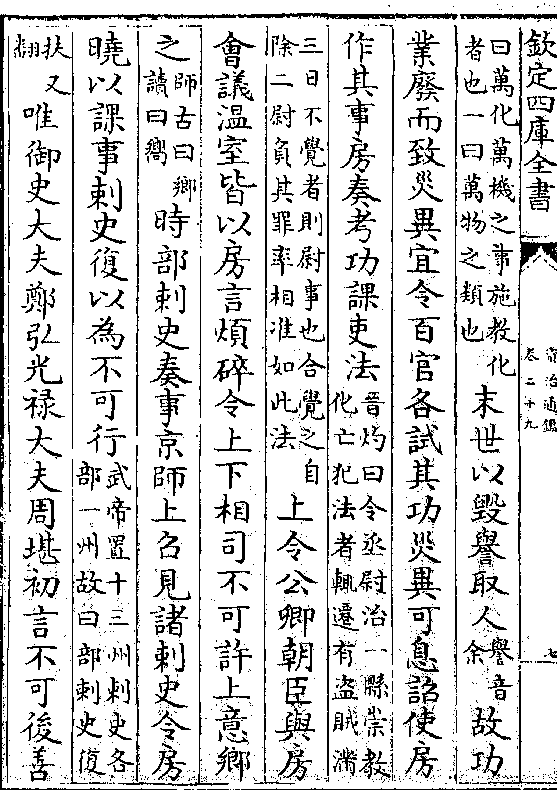 欽定四庫全書
資治通鑑
卷二十九
七
曰萬化萬機之事施教化
者也一曰萬物之類也
末世以毀譽取人
譽音
余
故功
業廢而致災異宜令百官各試其功災異可息詔使房
作其事房奏考功課吏法
晉灼曰令丞尉治一縣崇教
化亡犯法者輒遷有盜賊滿
三日不覺者則尉事也合覺之自
除二尉負其罪率相准如此法
上令公卿朝臣與房
會議溫室皆以房言煩碎令上下相司不可許上意鄉
之
師古曰鄉
讀曰嚮
時部刺史奏事京師上召見諸刺史令房
曉以課事刺史復以為不可行
武帝置十三州刺史各
部一州故曰部刺史復
扶又
翻
唯御史大夫鄭弘光祿大夫周堪初言不可後善